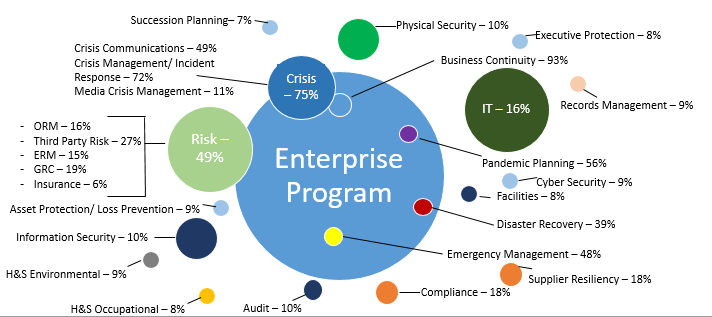 Succession Planning– 7%
Physical Security – 10%
Executive Protection – 8%
Crisis Communications – 49%
Crisis Management/ Incident
Response – 72%
Media Crisis Management – 11%
Crisis
– 75%
Business Continuity – 93%
IT – 16%
Records Management – 9%
- ORM – 16%
- Third Party Risk – 27%
- ERM – 15%
- GRC – 19%
- Insurance – 6%
Risk –
49%
Enterprise
Program
Pandemic Planning – 56%
Cyber Security – 9%
Facilities – 8%
Asset Protection/ Loss Prevention – 9%
Disaster Recovery – 39%
Information Security – 10%
Emergency Management – 48%
H&S Environmental – 9%
Supplier Resiliency – 18%
Compliance – 18%
H&S Occupational – 8%
Audit – 10%